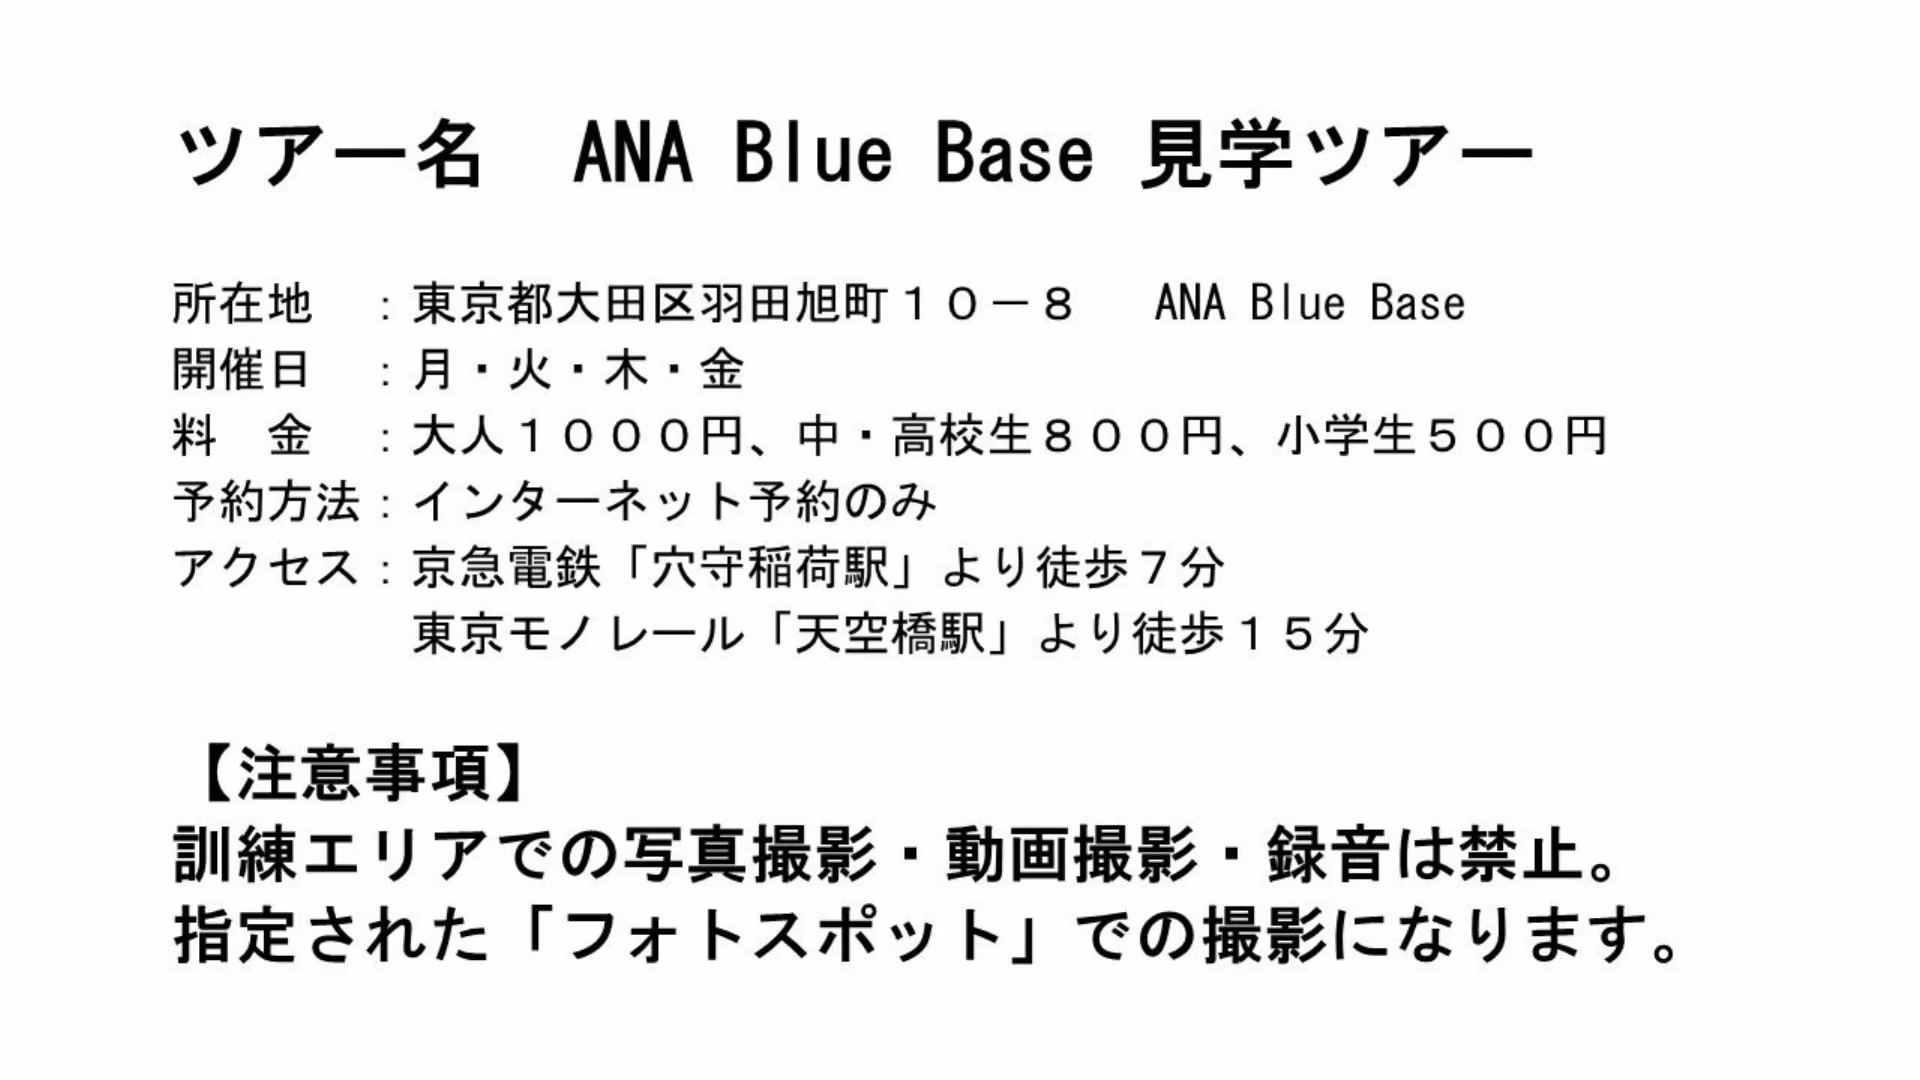 ツアー名　ANA Blue Base 見学ツアー
所在地　：東京都大田区羽田旭町１０－８　ANA Blue Base
開催日　：月・火・木・金
料　金　：大人１０００円、中・高校生８００円、小学生５００円
予約方法：インターネット予約のみ
アクセス：京急電鉄「穴守稲荷駅」より徒歩７分
東京モノレール「天空橋駅」より徒歩１５分
【注意事項】
訓練エリアでの写真撮影・動画撮影・録音は禁止。
指定された「フォトスポット」での撮影になります。